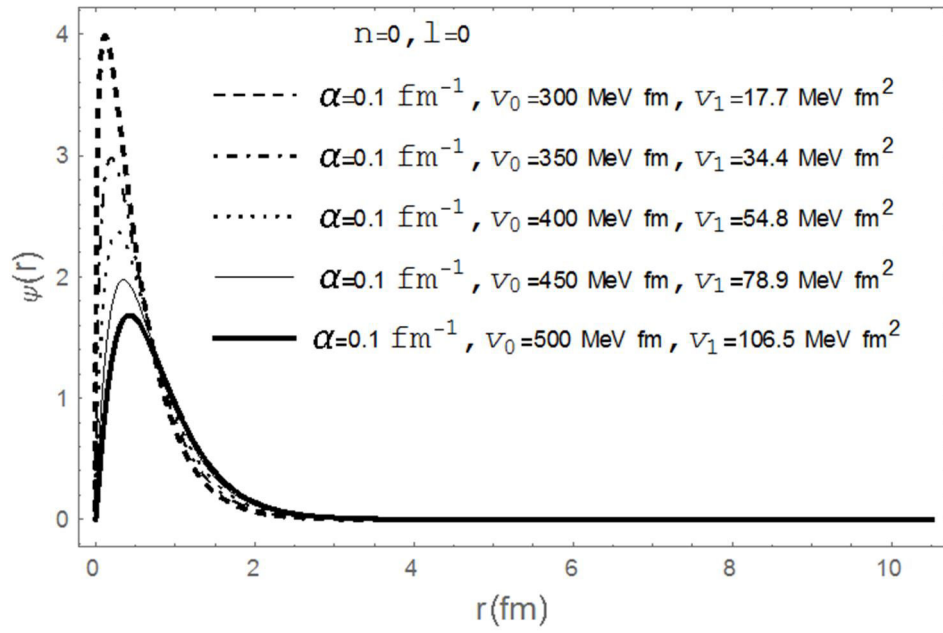 n=0, l=0
α=0.1 fm⁻¹, v₀=300 MeV fm, v₁=17.7 MeV fm²
α=0.1 fm⁻¹, v₀=350 MeV fm, v₁=34.4 MeV fm²
α=0.1 fm⁻¹, v₀=400 MeV fm, v₁=54.8 MeV fm²
α=0.1 fm⁻¹, v₀=450 MeV fm, v₁=78.9 MeV fm²
α=0.1 fm⁻¹, v₀=500 MeV fm, v₁=106.5 MeV fm²
ψ(r)
4
3
2
1
0
0 2 4 6 8 10
r(fm)